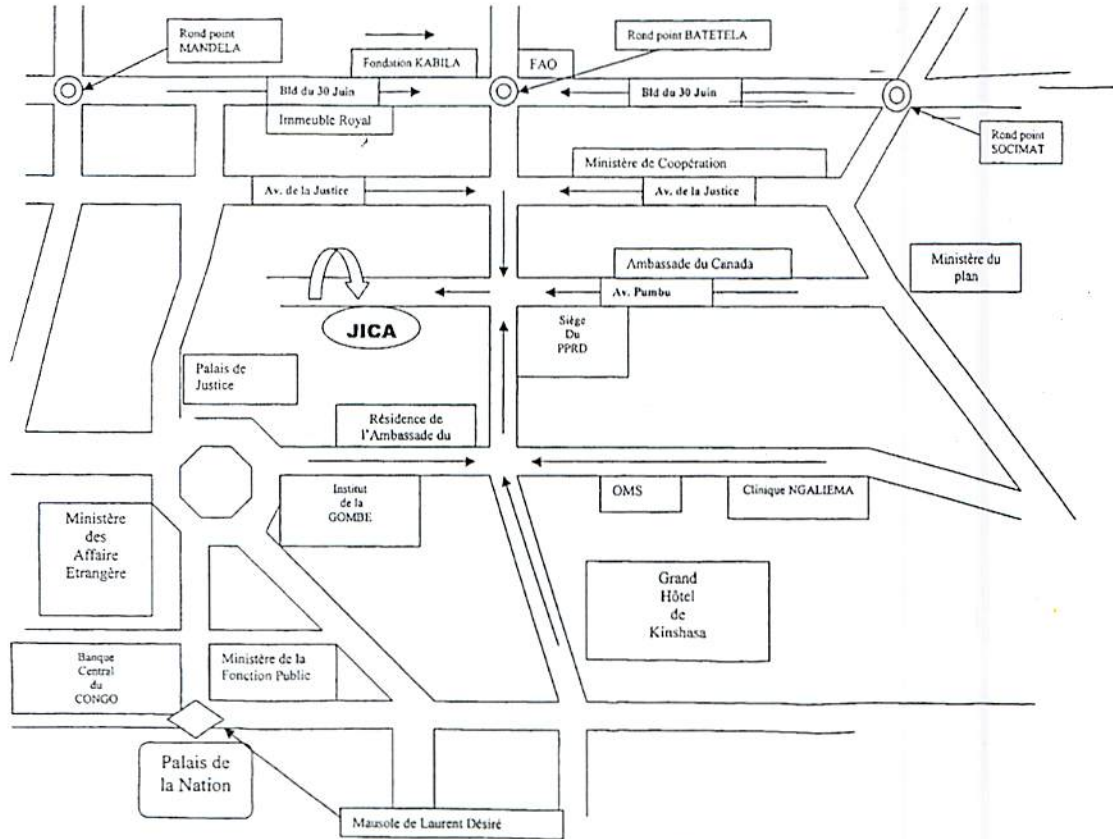 Rond point
MANDELA
Rond point BATETELA
Fondation KABILA
FAO
Bld du 30 Juin
Bld du 30 Juin
Immeuble Royal
Rond point
SOCIMAT
Ministère de Coopération
Av. de la Justice
Av. de la Justice
Ambassade du Canada
Ministère du
plan
Av. Pumbu
JICA
Siège
Du
PPRD
Palais de
Justice
Résidence de
l'Ambassade du
Institut
de la
GOMBE
OMS
Clinique NGALIEMA
Ministère
des
Affaire
Etrangère
Grand
Hôtel
de
Kinshasa
Banque
Central
du
CONGO
Ministère de la
Fonction Public
Palais de
la Nation
Mausole de Laurent Désiré